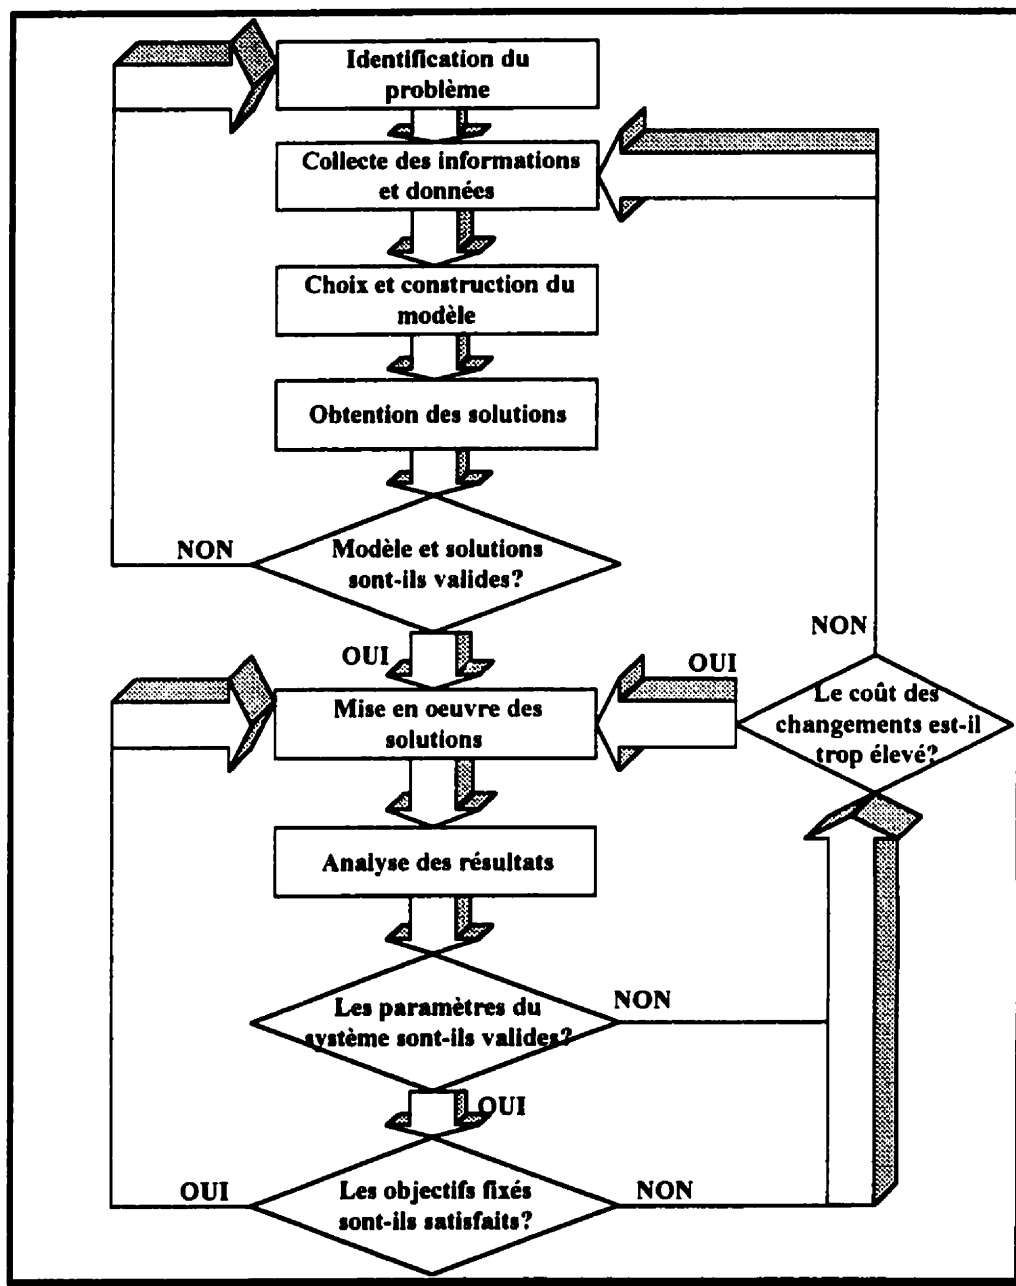 Identification du
problème
Collecte des informations
et données
Choix et construction du
modèle
Obtention des solutions
NON
Modèle et solutions
sont-ils valides?
OUI
Mise en oeuvre des
solutions
OUI
NON
Le coût des
changements est-il
trop élevé?
Analyse des résultats
Les paramètres du
système sont-ils valides?
NON
OUI
OUI
Les objectifs fixés
sont-ils satisfaits?
NON